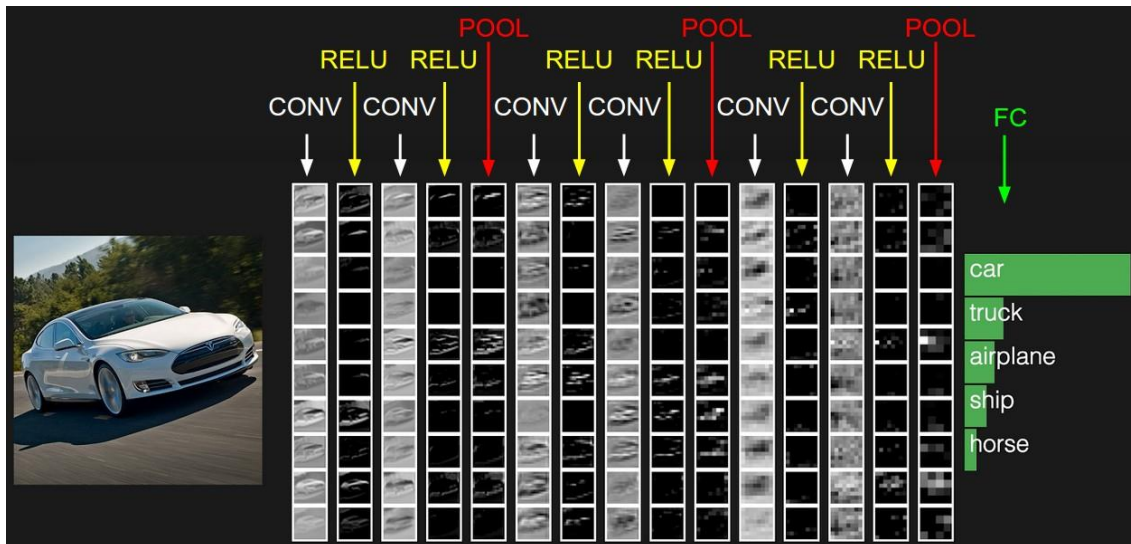 POOL POOL POOL
RELU RELU RELU RELU RELU RELU
CONV CONV CONV CONV CONV CONV
FC
car
truck
airplane
ship
horse